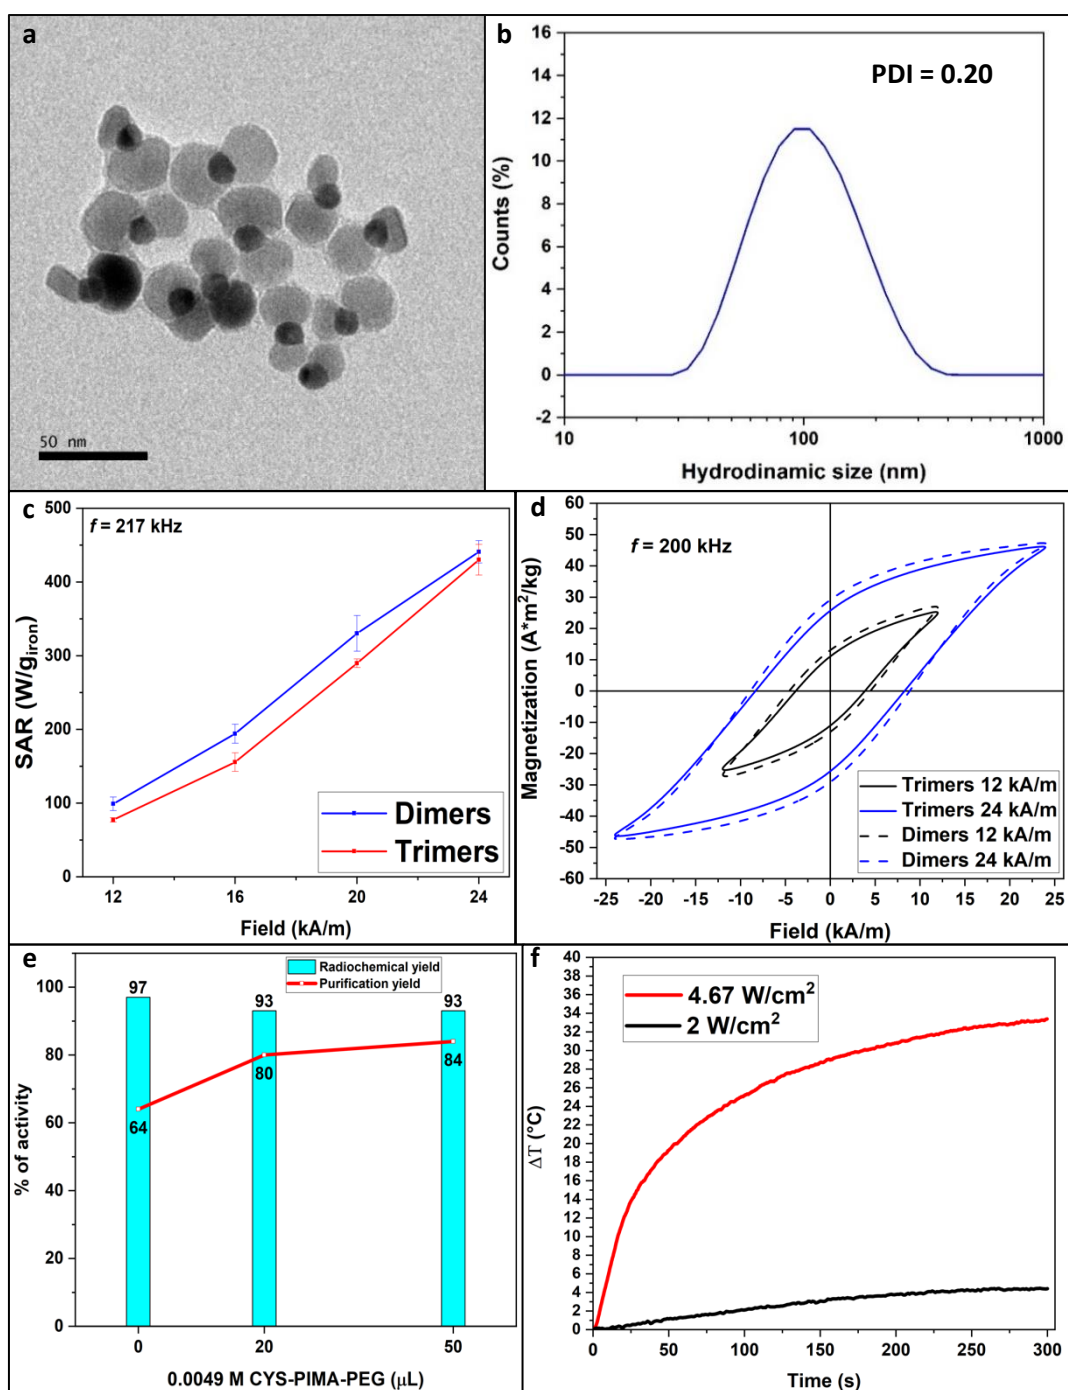 a
50 nm
b
PDI = 0.20
16
14
12
10
8
6
4
2
0
-2
Counts (%)
10
100
1000
Hydrodinamic size (nm)
c
f = 217 kHz
500
400
300
200
100
0
SAR (W/g_iron)
Dimers
Trimers
12
16
20
24
Field (kA/m)
d
f = 200 kHz
60
50
40
30
20
10
0
-10
-20
-30
-40
-50
-60
Magnetization (A*m²/kg)
Trimers 12 kA/m
Trimers 24 kA/m
Dimers 12 kA/m
Dimers 24 kA/m
-25 -20 -15 -10 -5 0 5 10 15 20 25
Field (kA/m)
e
Radiochemical yield
Purification yield
100
80
60
40
20
0
% of activity
97
93
93
64
80
84
0
20
50
0.0049 M CYS-PIMA-PEG (µL)
f
40
38
36
34
32
30
28
26
24
22
20
18
16
14
12
10
8
6
4
2
0
ΔT (°C)
4.67 W/cm²
2 W/cm²
0 50 100 150 200 250 300
Time (s)